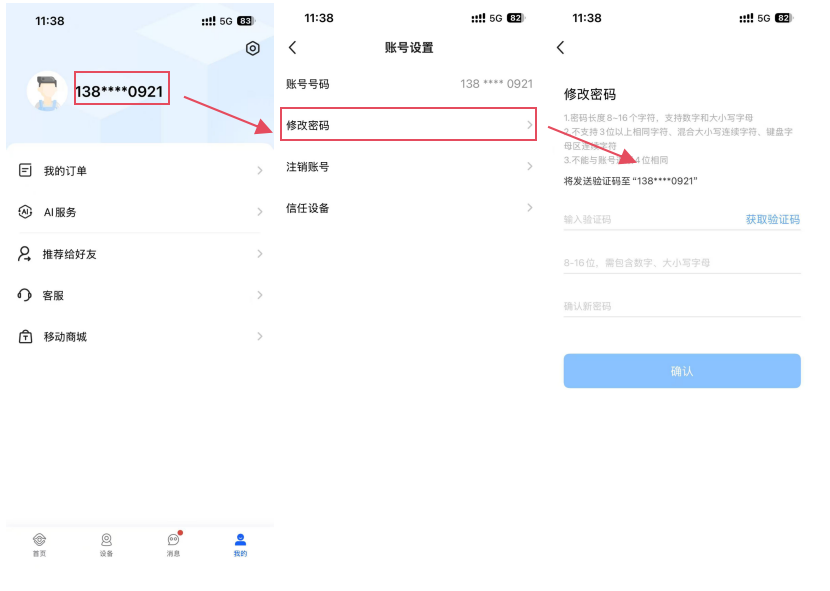 11:38
5G 83
138****0921
我的订单
AI服务
推荐给好友
客服
移动商城
首页
设备
消息
我的
11:38
5G 82
账号设置
账号号码
138 **** 0921
修改密码
注销账号
信任设备
11:38
5G 82
修改密码
1.密码长度8~16个字符、支持数字和大小写字母
2.不支持3位以上相同字符、混合大小写连续字符、键盘字
母区连续字符
3.不能与账号 4位相同
将发送验证码至 “138****0921”
输入验证码
获取验证码
8-16位，需包含数字、大小写字母
确认新密码
确认